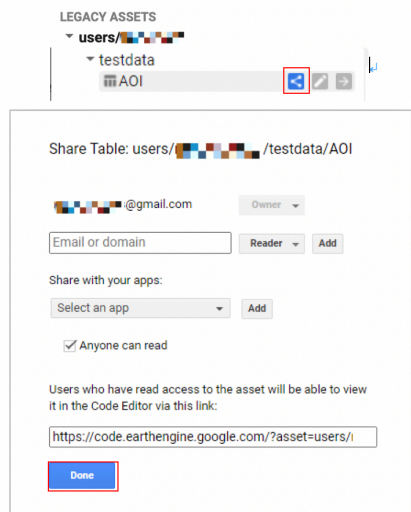 LEGACY ASSETS
users/
testdata
AOI
Share Table: users/ /testdata/AOI
@gmail.com Owner
Email or domain Reader Add
Share with your apps:
Select an app Add
Anyone can read
Users who have read access to the asset will be able to view
it in the Code Editor via this link:
https://code.earthengine.google.com/?asset=users/
Done